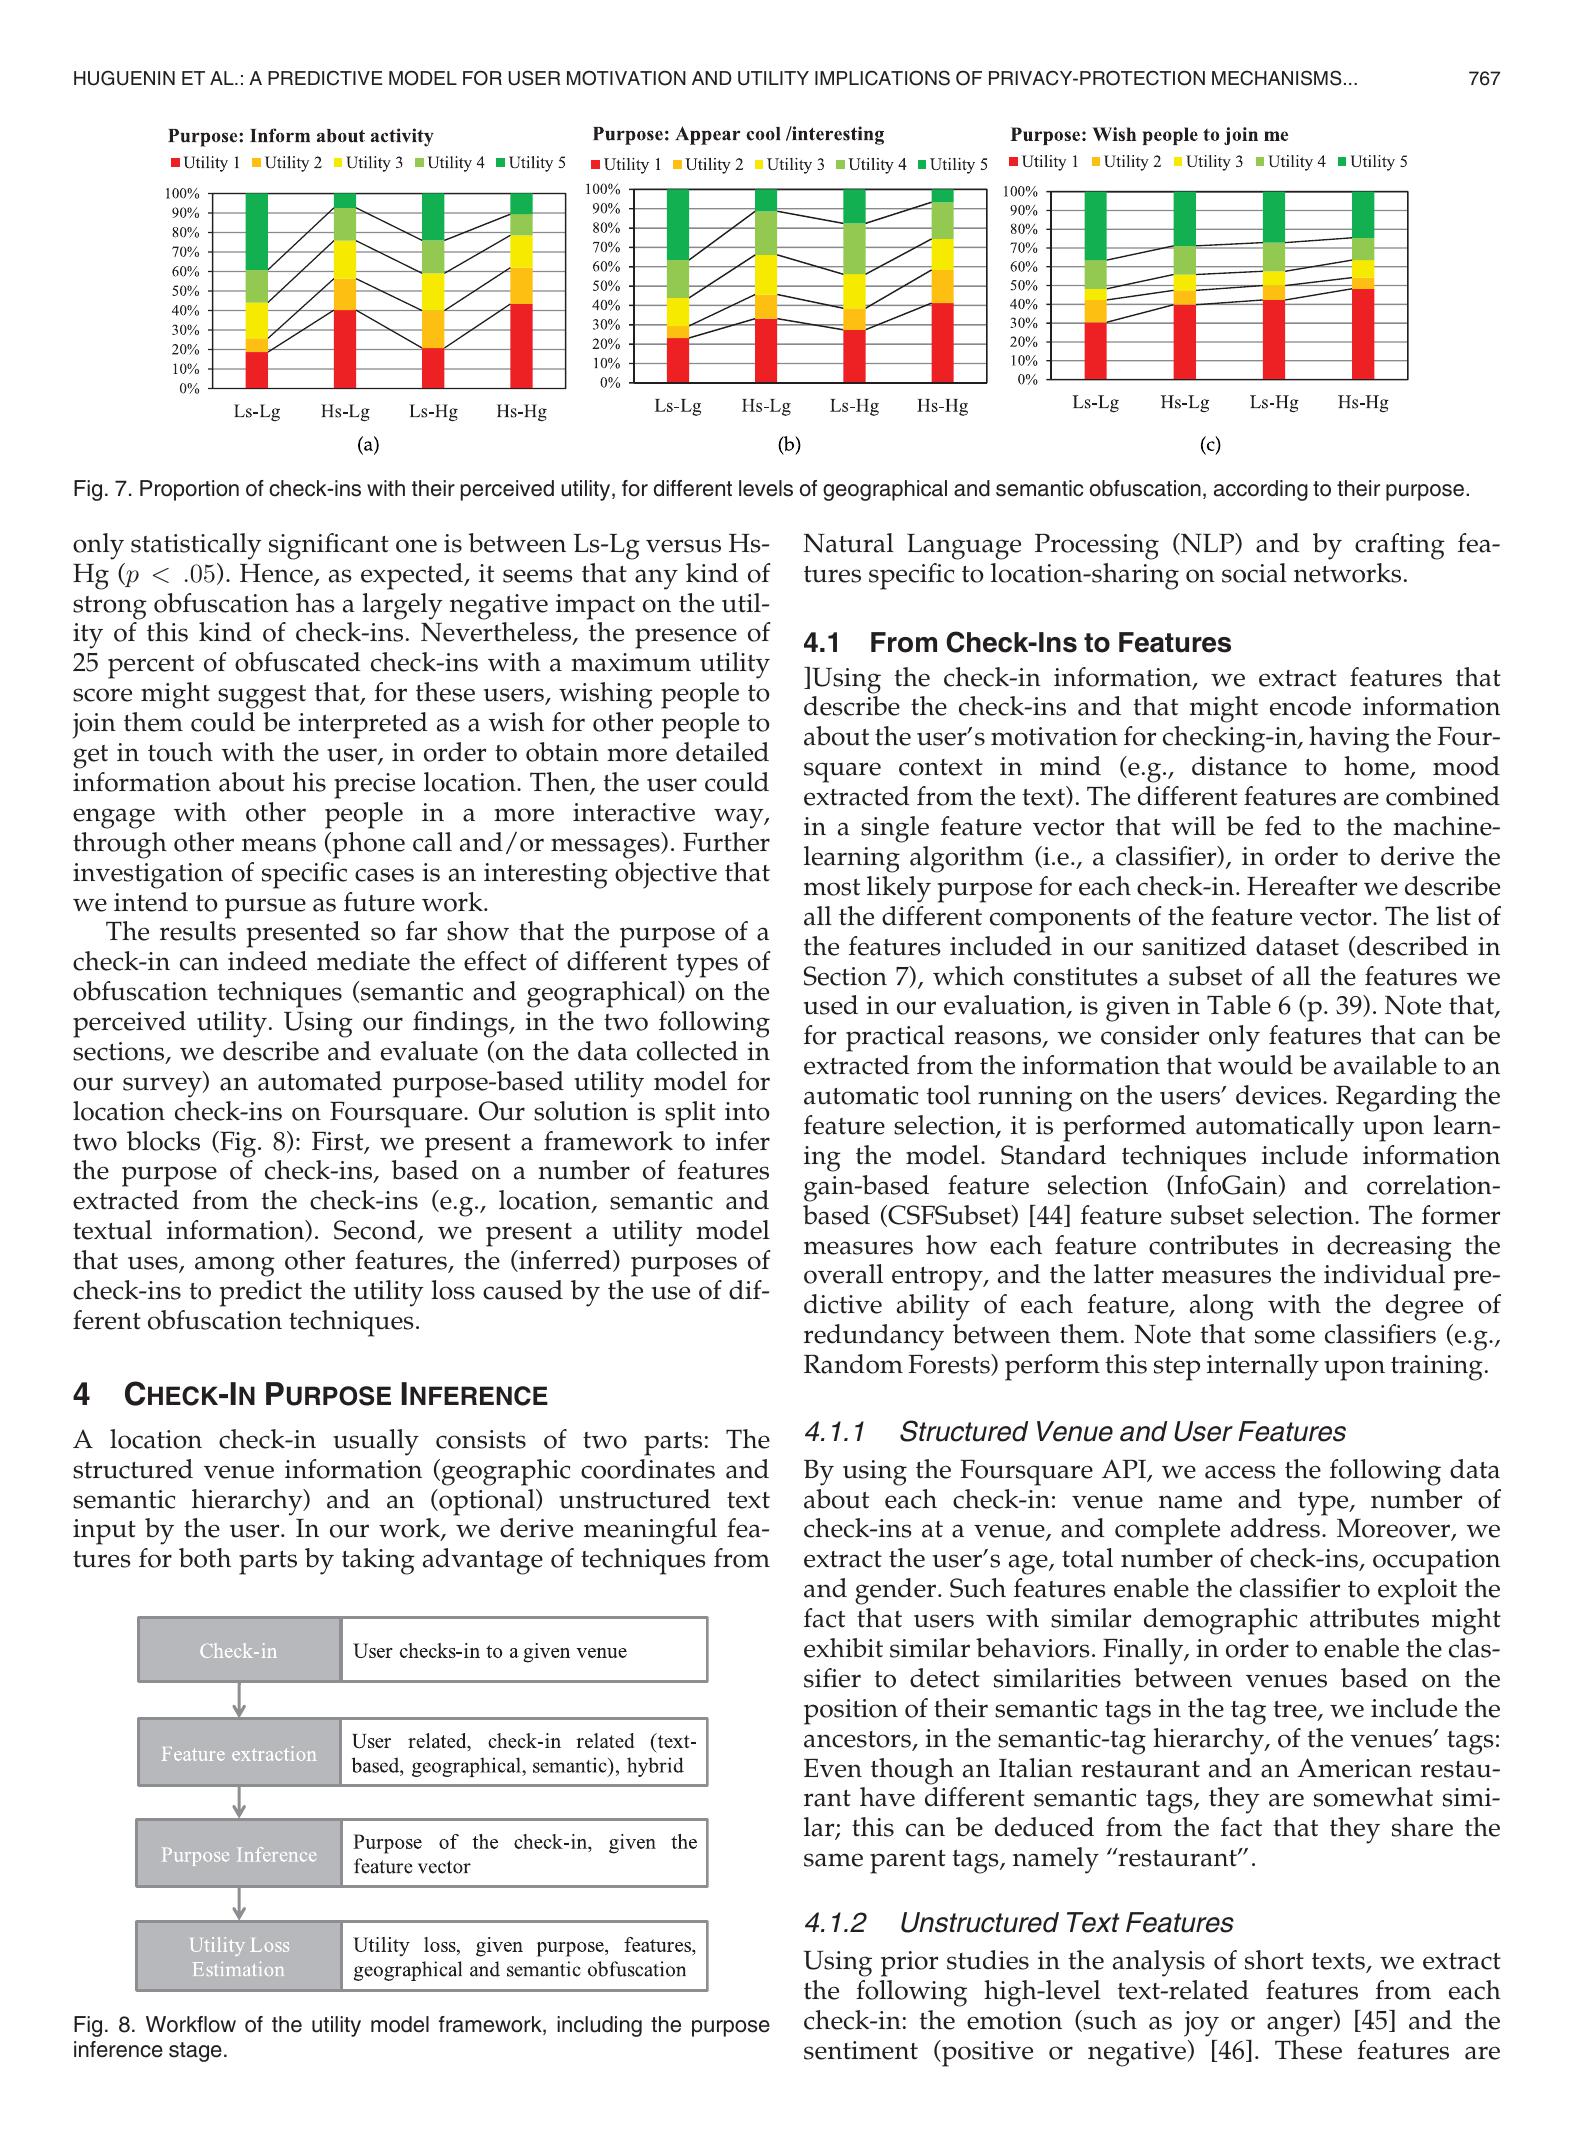 HUGUENIN ET AL.: A PREDICTIVE MODEL FOR USER MOTIVATION AND UTILITY IMPLICATIONS OF PRIVACY-PROTECTION MECHANISMS... 767
Purpose: Inform about activity
Utility 1 Utility 2 Utility 3 Utility 4 Utility 5
100%
90%
80%
70%
60%
50%
40%
30%
20%
10%
0%
Ls-Lg Hs-Lg Ls-Hg Hs-Hg
(a)
Purpose: Appear cool /interesting
Utility 1 Utility 2 Utility 3 Utility 4 Utility 5
100%
90%
80%
70%
60%
50%
40%
30%
20%
10%
0%
Ls-Lg Hs-Lg Ls-Hg Hs-Hg
(b)
Purpose: Wish people to join me
Utility 1 Utility 2 Utility 3 Utility 4 Utility 5
100%
90%
80%
70%
60%
50%
40%
30%
20%
10%
0%
Ls-Lg Hs-Lg Ls-Hg Hs-Hg
(c)
Fig. 7. Proportion of check-ins with their perceived utility, for different levels of geographical and semantic obfuscation, according to their purpose.
only statistically significant one is between Ls-Lg versus Hs-
Hg (p < .05). Hence, as expected, it seems that any kind of
strong obfuscation has a largely negative impact on the util-
ity of this kind of check-ins. Nevertheless, the presence of
25 percent of obfuscated check-ins with a maximum utility
score might suggest that, for these users, wishing people to
join them could be interpreted as a wish for other people to
get in touch with the user, in order to obtain more detailed
information about his precise location. Then, the user could
engage with other people in a more interactive way,
through other means (phone call and/or messages). Further
investigation of specific cases is an interesting objective that
we intend to pursue as future work.
The results presented so far show that the purpose of a
check-in can indeed mediate the effect of different types of
obfuscation techniques (semantic and geographical) on the
perceived utility. Using our findings, in the two following
sections, we describe and evaluate (on the data collected in
our survey) an automated purpose-based utility model for
location check-ins on Foursquare. Our solution is split into
two blocks (Fig. 8): First, we present a framework to infer
the purpose of check-ins, based on a number of features
extracted from the check-ins (e.g., location, semantic and
textual information). Second, we present a utility model
that uses, among other features, the (inferred) purposes of
check-ins to predict the utility loss caused by the use of dif-
ferent obfuscation techniques.
4 CHECK-IN PURPOSE INFERENCE
A location check-in usually consists of two parts: The
structured venue information (geographic coordinates and
semantic hierarchy) and an (optional) unstructured text
input by the user. In our work, we derive meaningful fea-
tures for both parts by taking advantage of techniques from
Check-in
User checks-in to a given venue
Feature extraction
User related, check-in related (text-
based, geographical, semantic), hybrid
Purpose Inference
Purpose of the check-in, given the
feature vector
Utility Loss
Estimation
Utility loss, given purpose, features,
geographical and semantic obfuscation
Fig. 8. Workflow of the utility model framework, including the purpose
inference stage.
Natural Language Processing (NLP) and by crafting fea-
tures specific to location-sharing on social networks.
4.1 From Check-Ins to Features
]Using the check-in information, we extract features that
describe the check-ins and that might encode information
about the user's motivation for checking-in, having the Four-
square context in mind (e.g., distance to home, mood
extracted from the text). The different features are combined
in a single feature vector that will be fed to the machine-
learning algorithm (i.e., a classifier), in order to derive the
most likely purpose for each check-in. Hereafter we describe
all the different components of the feature vector. The list of
the features included in our sanitized dataset (described in
Section 7), which constitutes a subset of all the features we
used in our evaluation, is given in Table 6 (p. 39). Note that,
for practical reasons, we consider only features that can be
extracted from the information that would be available to an
automatic tool running on the users' devices. Regarding the
feature selection, it is performed automatically upon learn-
ing the model. Standard techniques include information
gain-based feature selection (InfoGain) and correlation-
based (CSFSubset) [44] feature subset selection. The former
measures how each feature contributes in decreasing the
overall entropy, and the latter measures the individual pre-
dictive ability of each feature, along with the degree of
redundancy between them. Note that some classifiers (e.g.,
Random Forests) perform this step internally upon training.
4.1.1 Structured Venue and User Features
By using the Foursquare API, we access the following data
about each check-in: venue name and type, number of
check-ins at a venue, and complete address. Moreover, we
extract the user's age, total number of check-ins, occupation
and gender. Such features enable the classifier to exploit the
fact that users with similar demographic attributes might
exhibit similar behaviors. Finally, in order to enable the clas-
sifier to detect similarities between venues based on the
position of their semantic tags in the tag tree, we include the
ancestors, in the semantic-tag hierarchy, of the venues' tags:
Even though an Italian restaurant and an American restau-
rant have different semantic tags, they are somewhat simi-
lar; this can be deduced from the fact that they share the
same parent tags, namely “restaurant”.
4.1.2 Unstructured Text Features
Using prior studies in the analysis of short texts, we extract
the following high-level text-related features from each
check-in: the emotion (such as joy or anger) [45] and the
sentiment (positive or negative) [46]. These features are